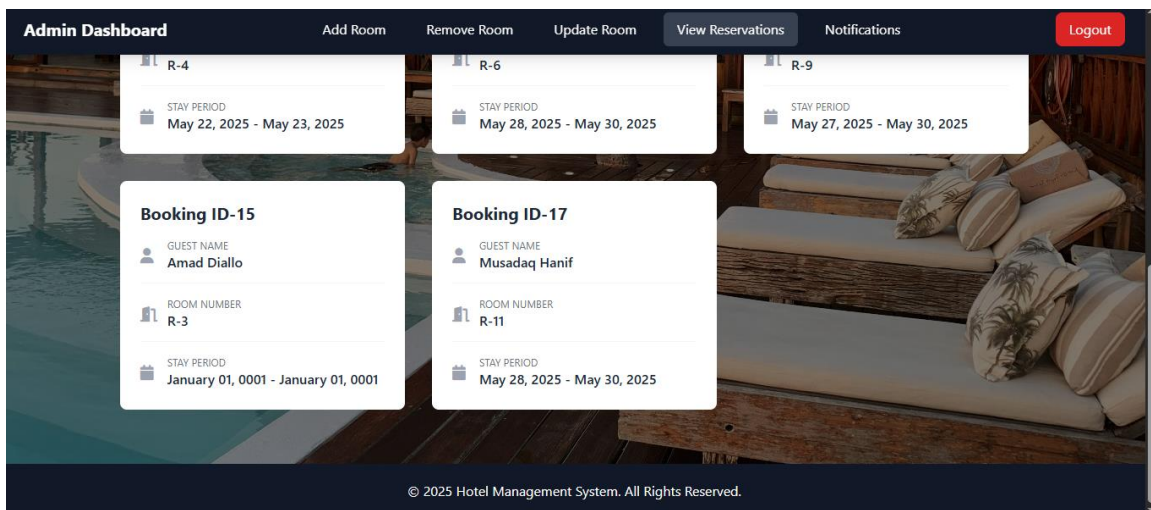 Admin Dashboard Add Room Remove Room Update Room View Reservations Notifications Logout
R-4 R-6 R-9
STAY PERIOD STAY PERIOD STAY PERIOD
May 22, 2025 - May 23, 2025 May 28, 2025 - May 30, 2025 May 27, 2025 - May 30, 2025
Booking ID-15
GUEST NAME
Amad Diallo
ROOM NUMBER
R-3
STAY PERIOD
January 01, 0001 - January 01, 0001
Booking ID-17
GUEST NAME
Musadaq Hanif
ROOM NUMBER
R-11
STAY PERIOD
May 28, 2025 - May 30, 2025
© 2025 Hotel Management System. All Rights Reserved.